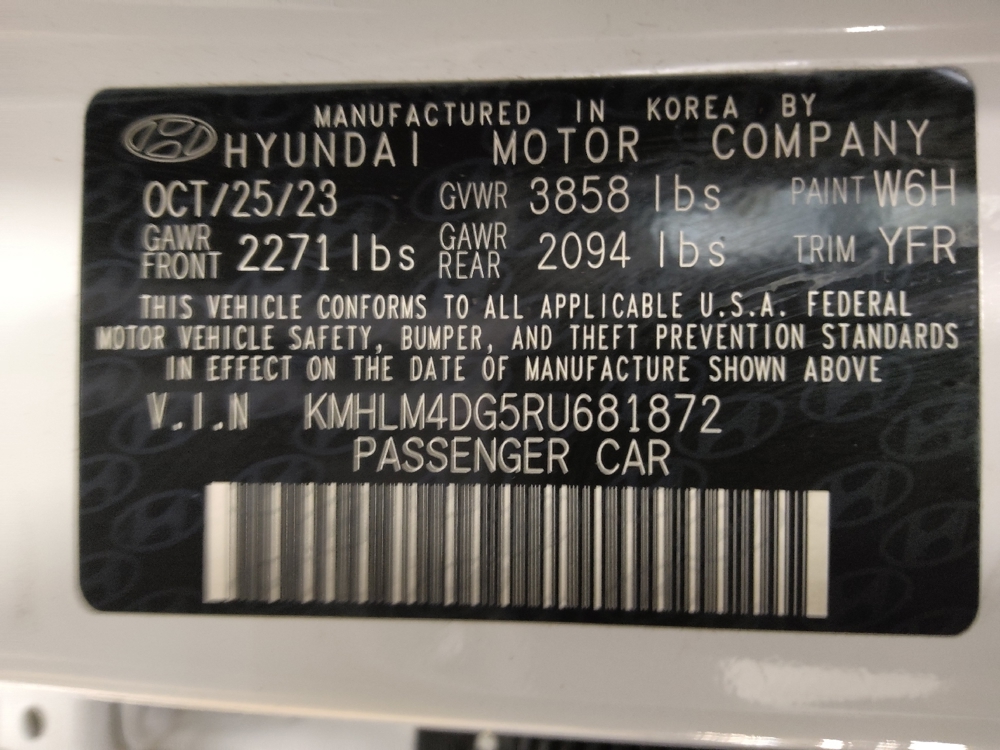 MANUFACTURED IN KOREA BY
HYUNDAI MOTOR COMPANY
OCT/25/23 GVWR 3858 lbs PAINT W6H
GAWR FRONT 2271 lbs GAWR REAR 2094 lbs TRIM YFR
THIS VEHICLE CONFORMS TO ALL APPLICABLE U.S.A. FEDERAL
MOTOR VEHICLE SAFETY, BUMPER, AND THEFT PREVENTION STANDARDS
IN EFFECT ON THE DATE OF MANUFACTURE SHOWN ABOVE
V.I.N KMHLM4DG5RU681872
PASSENGER CAR